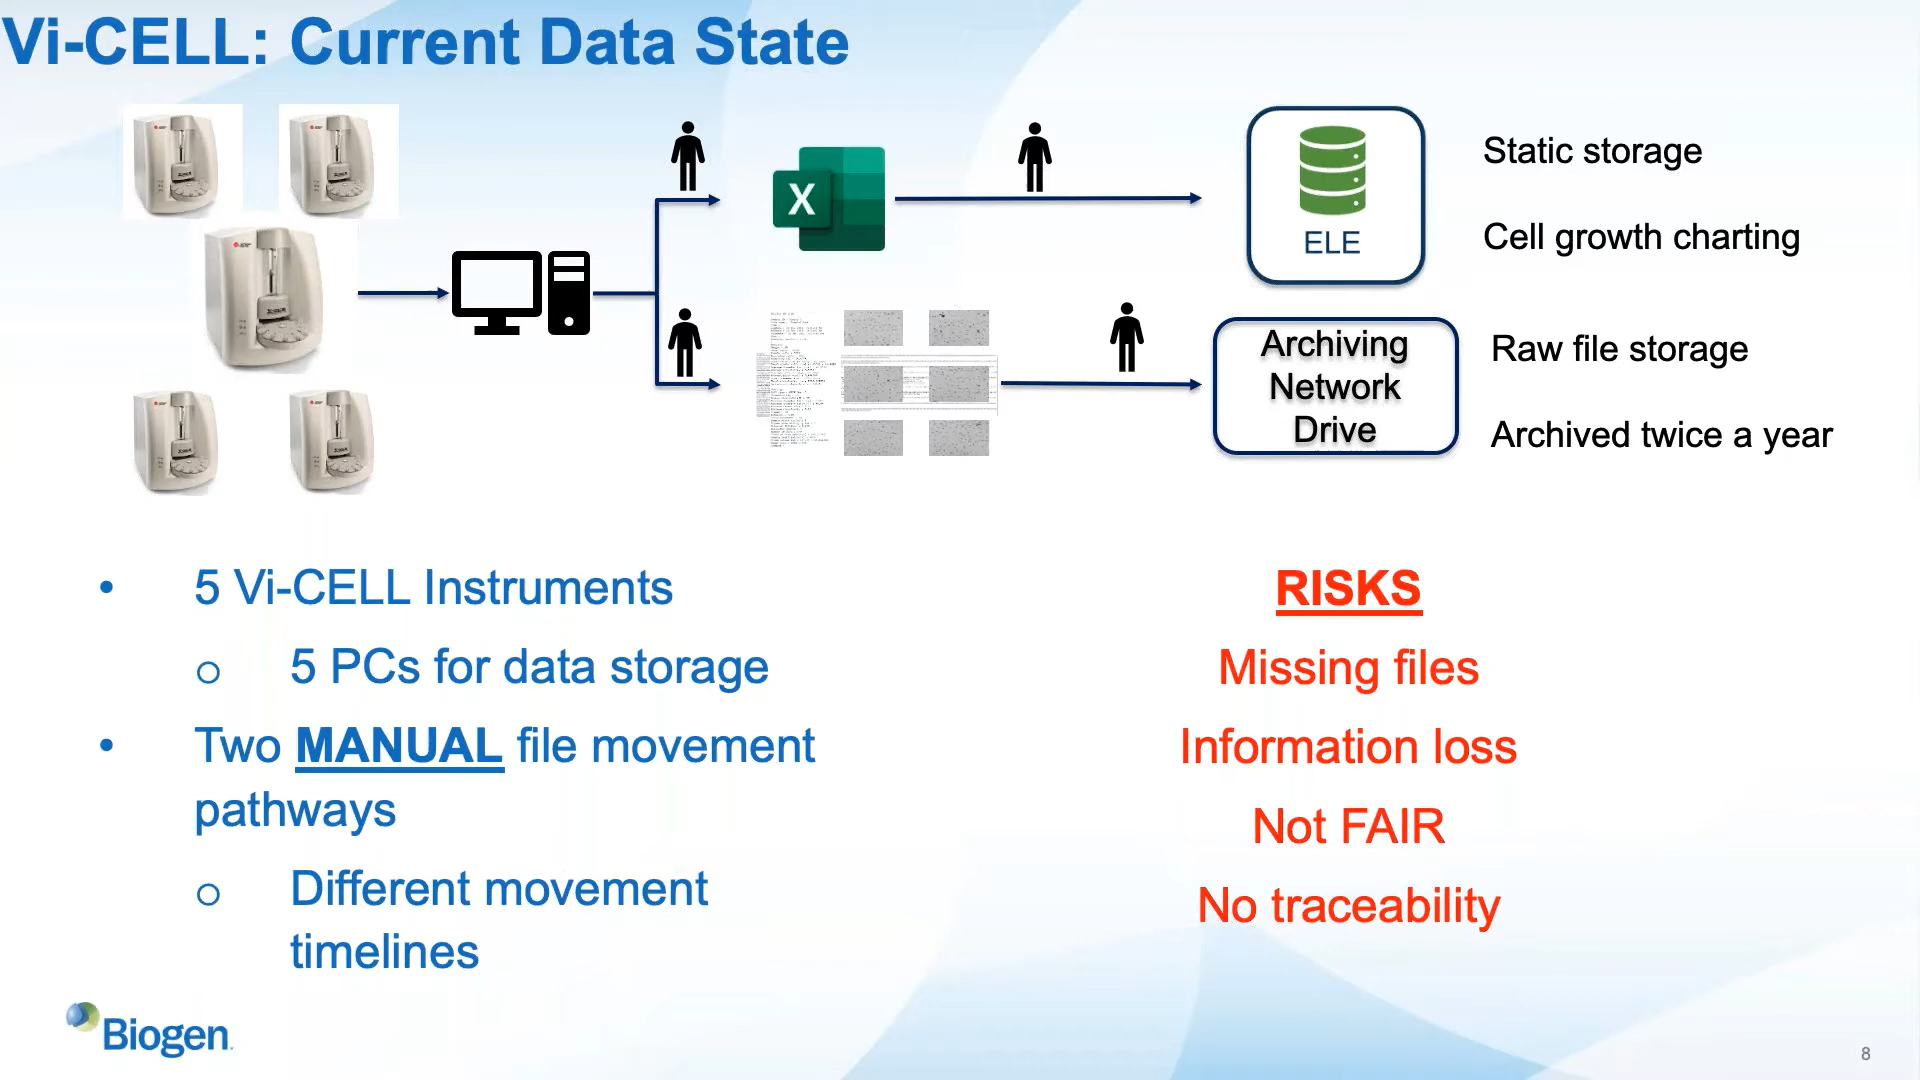 Vi-CELL: Current Data State
X
ELE
Static storage
Cell growth charting
Archiving
Network
Drive
Raw file storage
Archived twice a year
• 5 Vi-CELL Instruments
o 5 PCs for data storage
• Two MANUAL file movement
pathways
o Different movement
timelines
RISKS
Missing files
Information loss
Not FAIR
No traceability
Biogen
8